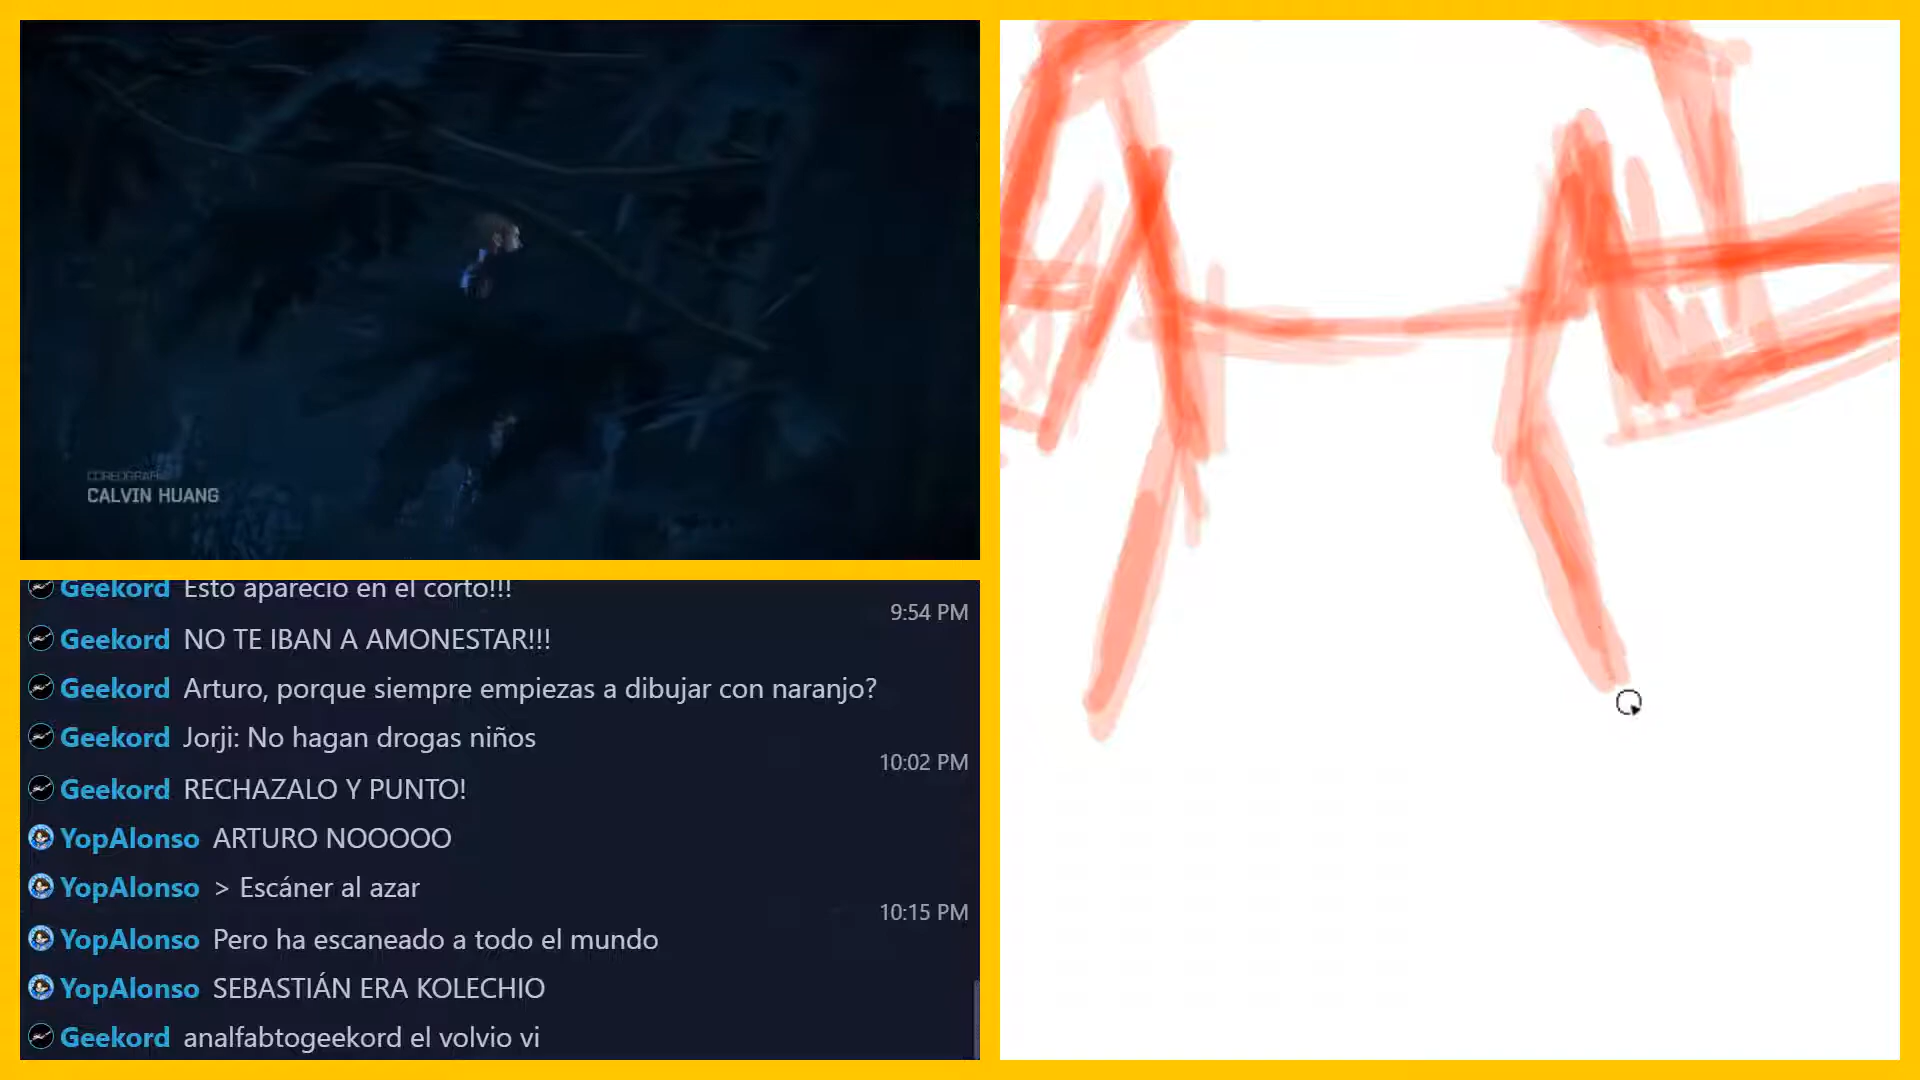 COREOGRAFÍA
CALVIN HUANG
Geekord Esto apareció en el corto!!!
9:54 PM
Geekord NO TE IBAN A AMONESTAR!!!
Geekord Arturo, porque siempre empiezas a dibujar con naranjo?
Geekord Jorji: No hagan drogas niños
10:02 PM
Geekord RECHAZALO Y PUNTO!
YopAlonso ARTURO NOOOOO
YopAlonso > Escáner al azar
10:15 PM
YopAlonso Pero ha escaneado a todo el mundo
YopAlonso SEBASTIÁN ERA KOLECHIO
Geekord analfabtogeekord el volvio vi